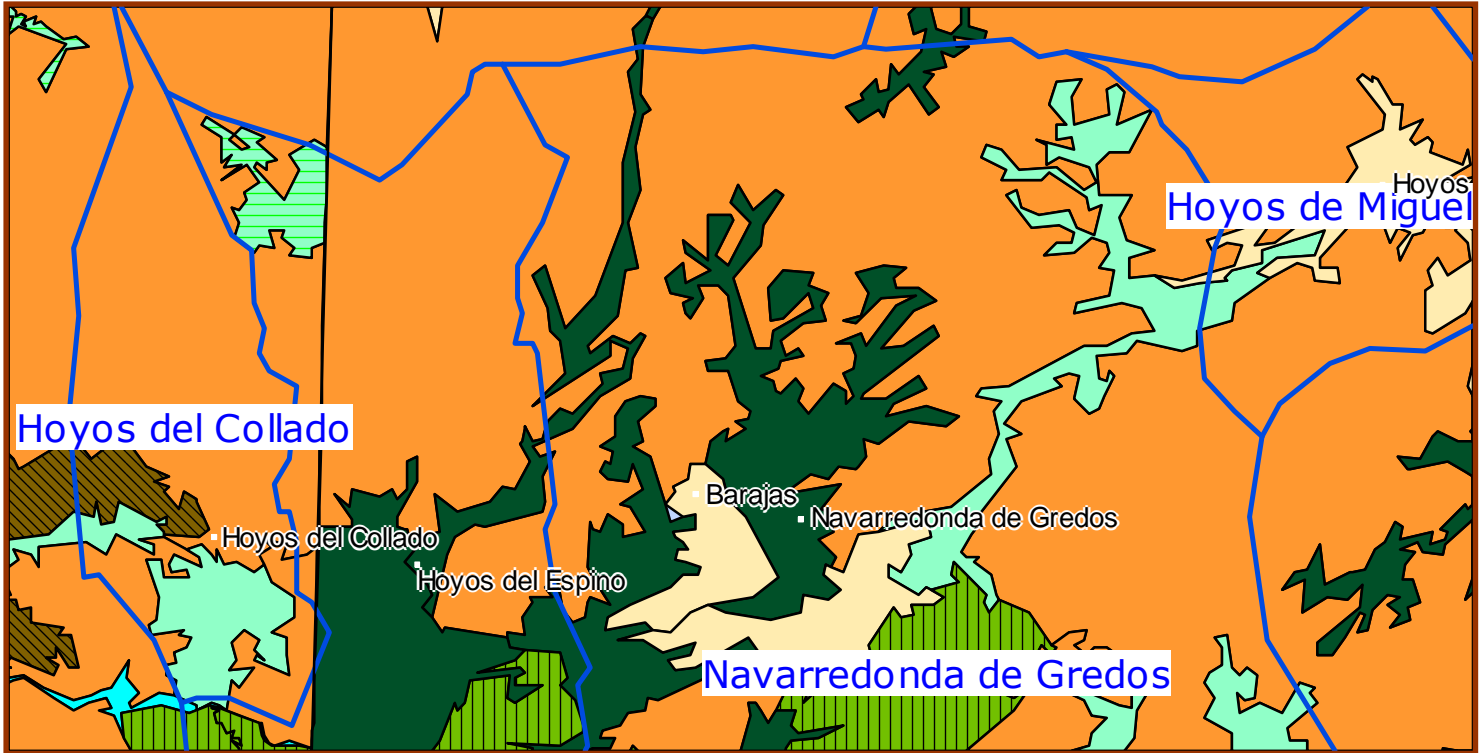 Hoyos
Hoyos de Miguel
Hoyos del Collado
Barajas
Navarredonda de Gredos
Hoyos del Collado
Hoyos del Espino
Navarredonda de Gredos